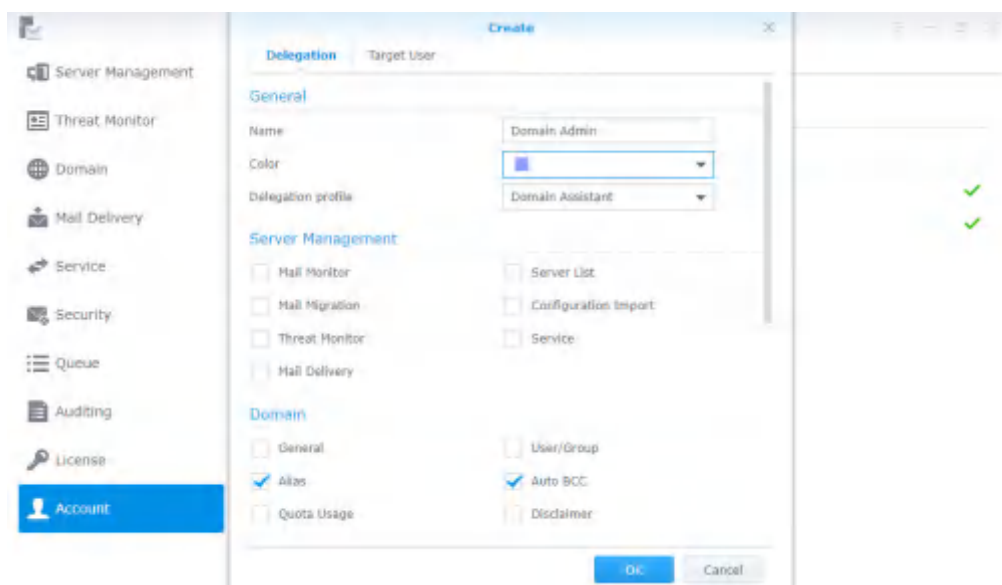 Create
Delegation Target User
Server Management
Threat Monitor
Domain
Mail Delivery
Service
Security
Queue
Auditing
License
Account
General
Name Domain Admin
Color
Delegation profile Domain Assistant
Server Management
Mail Monitor Server List
Mail Migration Configuration Import
Threat Monitor Service
Mail Delivery
Domain
General User/Group
Alias Auto BCC
Quota Usage Disclaimer
OK Cancel